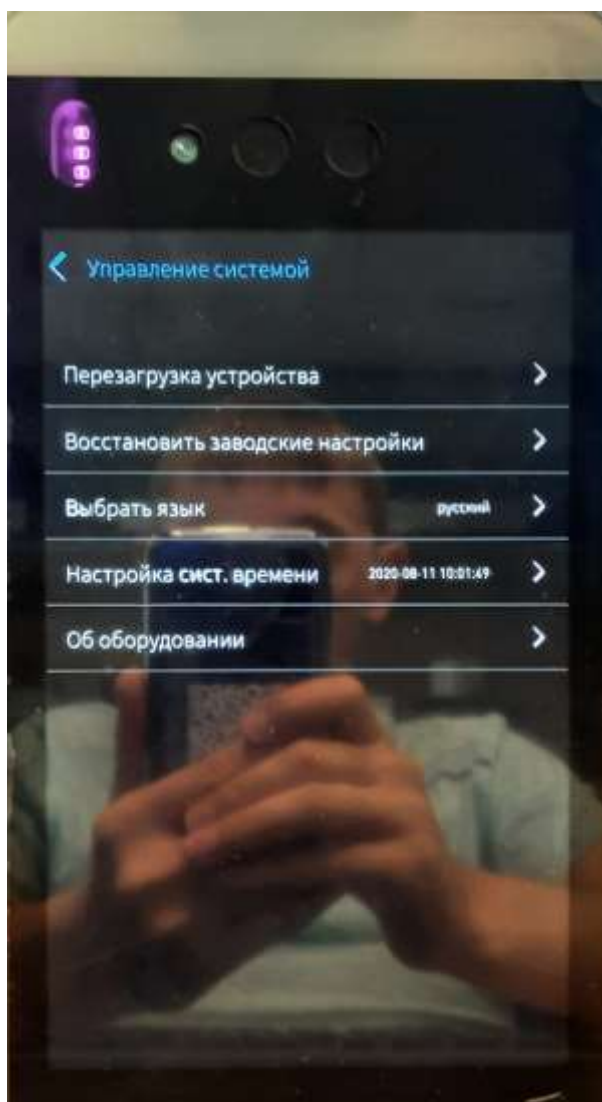 Управление системой
Перезагрузка устройства
Восстановить заводские настройки
Выбрать язык русский
Настройка сист. времени 2020-08-11 10:01:49
Об оборудовании